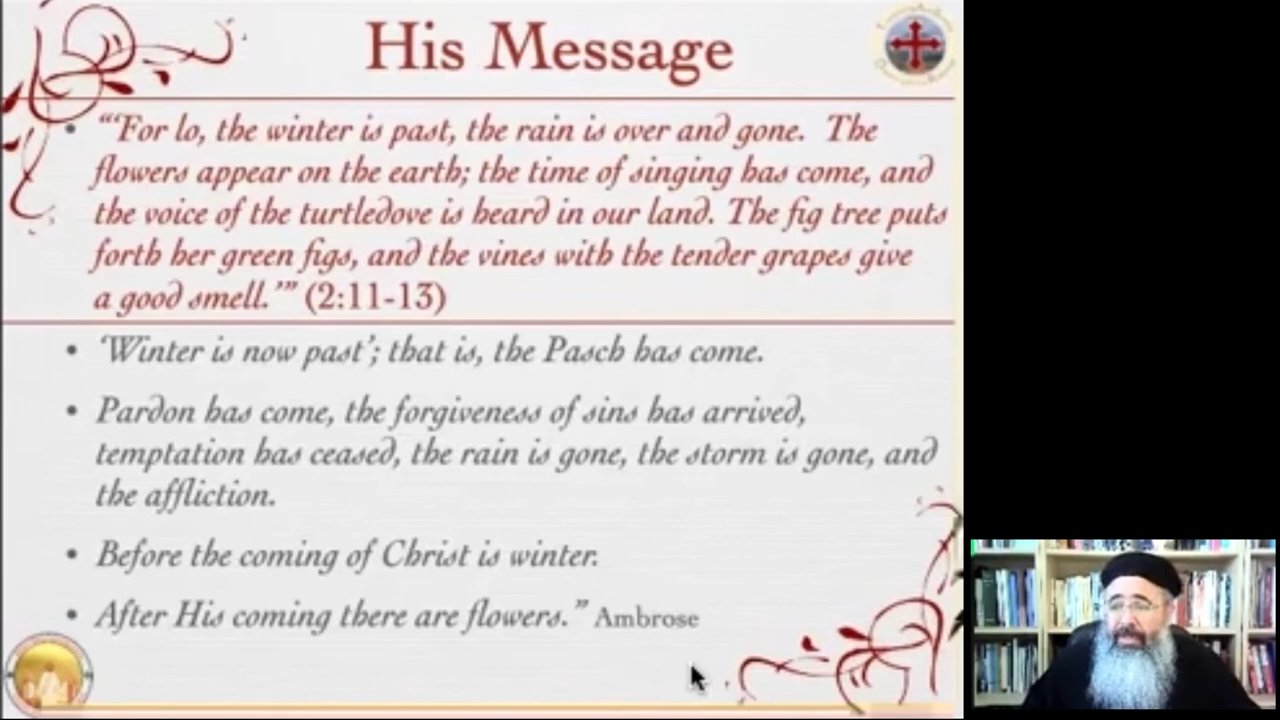 His Message
• “‘For lo, the winter is past, the rain is over and gone. The
flowers appear on the earth; the time of singing has come, and
the voice of the turtledove is heard in our land. The fig tree puts
forth her green figs, and the vines with the tender grapes give
a good smell.’” (2:11-13)
• ‘Winter is now past’; that is, the Pasch has come.
• Pardon has come, the forgiveness of sins has arrived,
temptation has ceased, the rain is gone, the storm is gone, and
the affliction.
• Before the coming of Christ is winter.
• After His coming there are flowers.” Ambrose